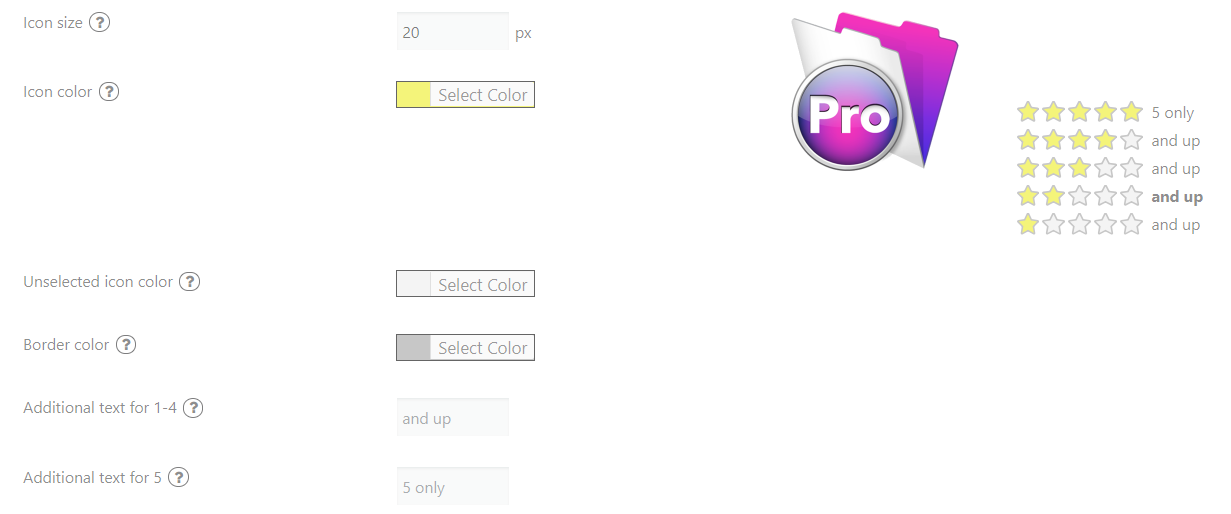 Icon size ?
20 px
Icon color ?
Select Color
Pro
5 only
and up
and up
and up
and up
Unselected icon color ?
Select Color
Border color ?
Select Color
Additional text for 1-4 ?
and up
Additional text for 5 ?
5 only